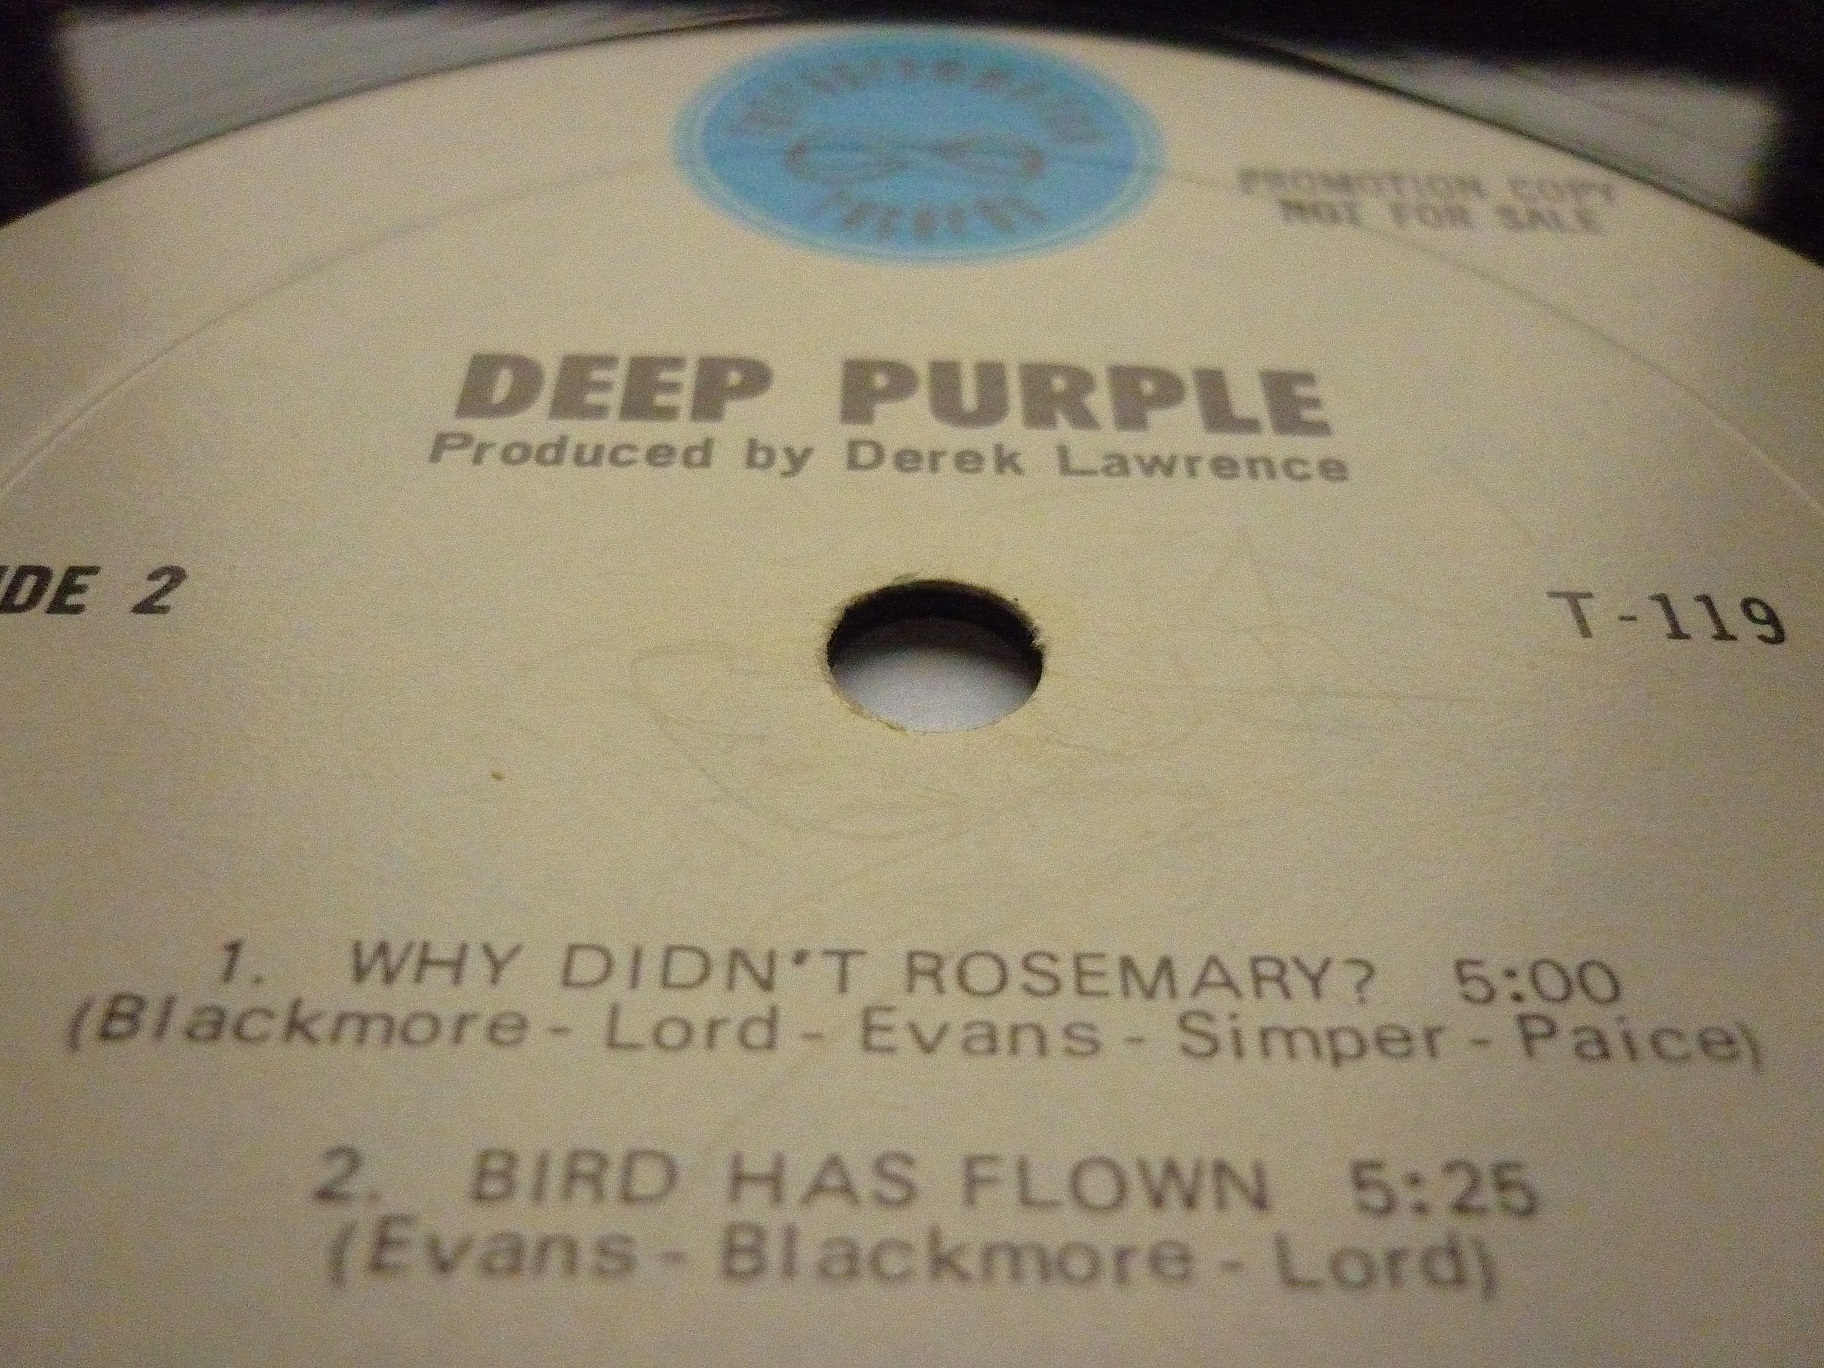 PROMOTION COPY
NOT FOR SALE
DEEP PURPLE
Produced by Derek Lawrence
IDE 2
T-119
1. WHY DIDN'T ROSEMARY? 5:00
(Blackmore - Lord - Evans - Simper - Paice)
2. BIRD HAS FLOWN 5:25
(Evans - Blackmore - Lord)